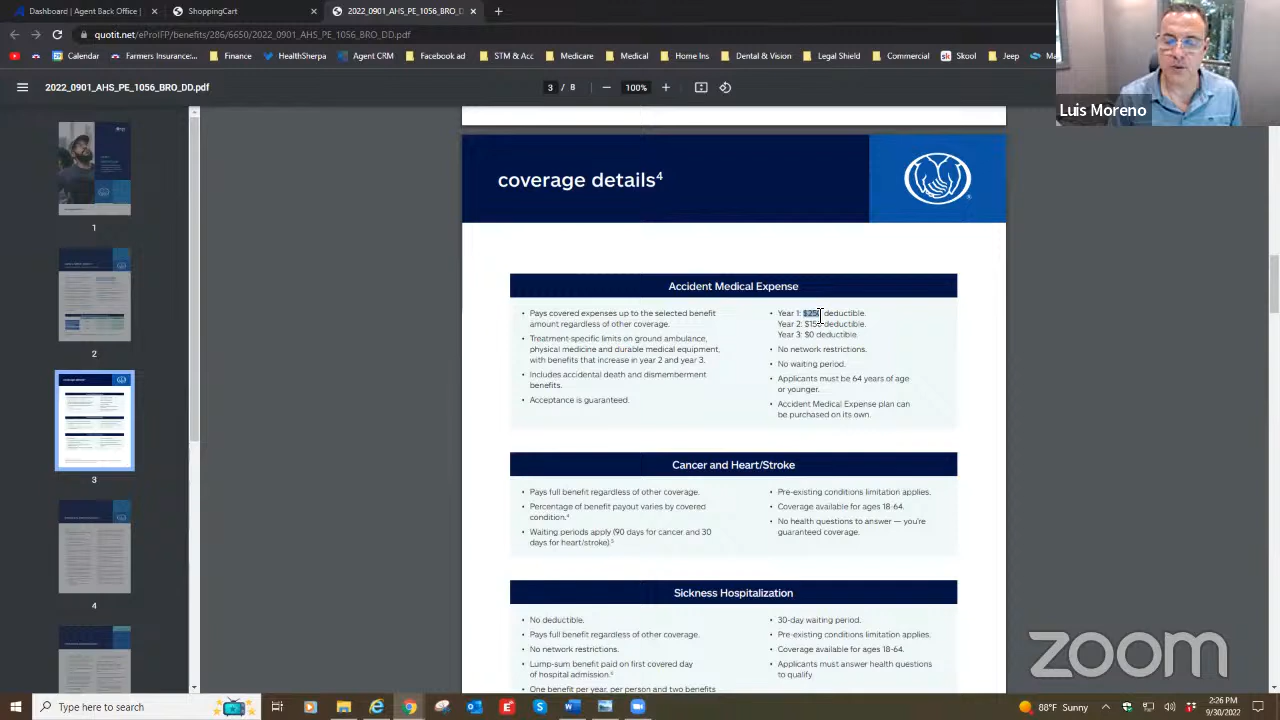 Dashboard | Agent Back Office
ShoppingCart
2022_0901_AHS_PE_1056_BRO_D
quotit.net/eProIFP/benefits/286/6650/2022_0901_AHS_PE_1056_BRO_DD.pdf
Gmail
Calendar
Farmers Insurance...
Finance
HealthSherpa
Client CRM
Facebook ads
STM & Acc
Medicare
Medical
Home Ins
Dental & Vision
Legal Shield
Commercial
Skool
Jeep
2022_0901_AHS_PE_1056_BRO_DD.pdf
3 / 8
100%
Luis Moreno
1
2
3
4
coverage details4
Accident Medical Expense
• Pays covered expenses up to the selected benefit
amount regardless of other coverage.
• Treatment-specific limits on ground ambulance,
physical medicine and durable medical equipment,
with benefits that increase in year 2 and year 3.
• Includes accidental death and dismemberment
benefits.
• Acceptance is guaranteed.
• Year 1: deductible.
Year 2: deductible.
Year 3: $0 deductible.
• No network restrictions.
• No waiting period.
• Applicants must be 64 years of age
or younger.
• Accident Medical Expense plan can
be purchased on its own.
Cancer and Heart/Stroke
• Pays full benefit regardless of other coverage.
• Percentage of benefit payout varies by covered
condition.
• Waiting periods apply (90 days for cancer and 30
days for heart/stroke).
• Pre-existing conditions limitation applies.
• Coverage available for ages 18-64.
• No health questions to answer — you're
guaranteed coverage.
Sickness Hospitalization
• No deductible.
• Pays full benefit regardless of other coverage.
• No network restrictions.
• Lump-sum benefit paid on first covered day
of hospital admission.
• One benefit per year, per person and two benefits
• 30-day waiting period.
• Pre-existing conditions limitation applies.
• Coverage available for ages 18-64.
• Applicants must answer health questions
to qualify.
zoom
Type here to search
88°F Sunny
2:26 PM
9/30/2022